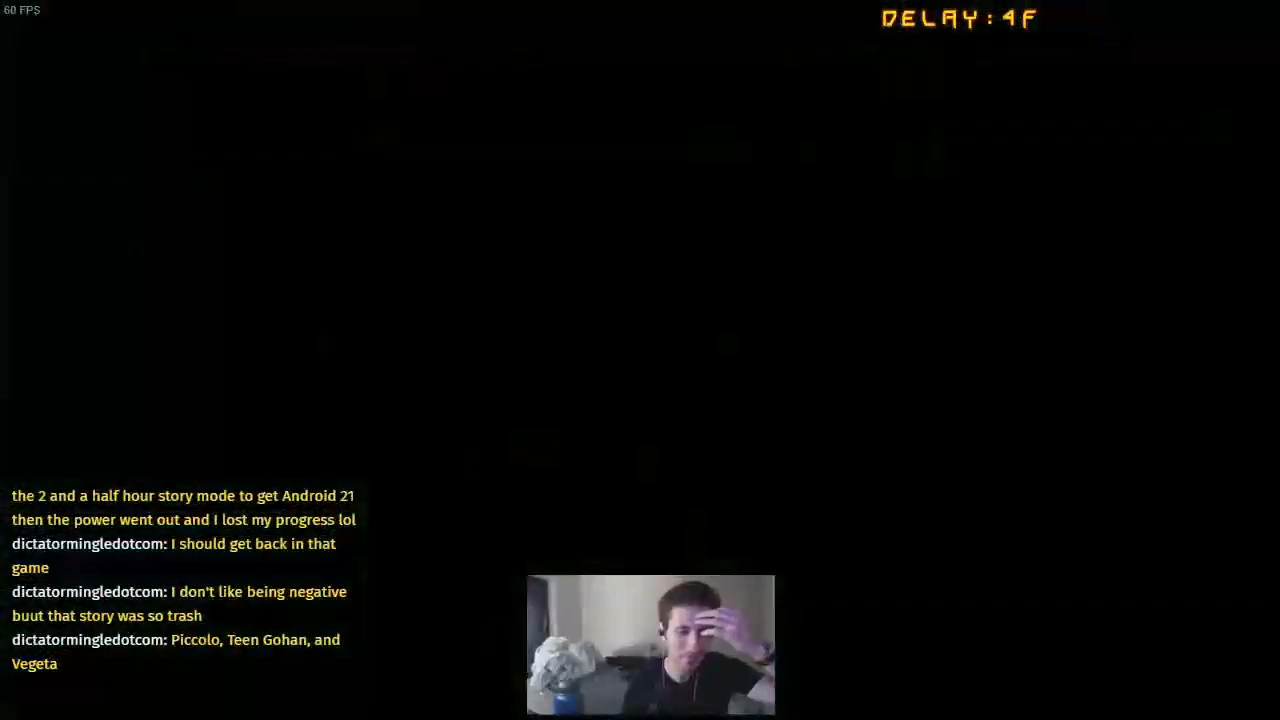 60 FPS
DELAY:4F
the 2 and a half hour story mode to get Android 21
then the power went out and I lost my progress lol
dictatormingledotcom: I should get back in that
game
dictatormingledotcom: I don't like being negative
buut that story was so trash
dictatormingledotcom: Piccolo, Teen Gohan, and
Vegeta